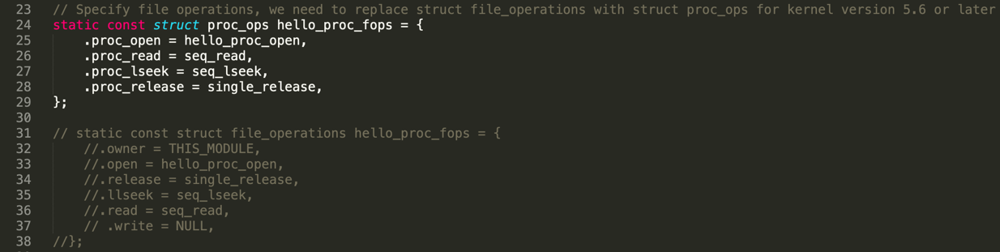 23 // Specify file operations, we need to replace struct file_operations with struct proc_ops for kernel version 5.6 or later
24 static const struct proc_ops hello_proc_fops = {
25     .proc_open = hello_proc_open,
26     .proc_read = seq_read,
27     .proc_lseek = seq_lseek,
28     .proc_release = single_release,
29 };
30
31 // static const struct file_operations hello_proc_fops = {
32     //.owner = THIS_MODULE,
33     //.open = hello_proc_open,
34     //.release = single_release,
35     //.llseek = seq_lseek,
36     //.read = seq_read,
37     // .write = NULL,
38 //};